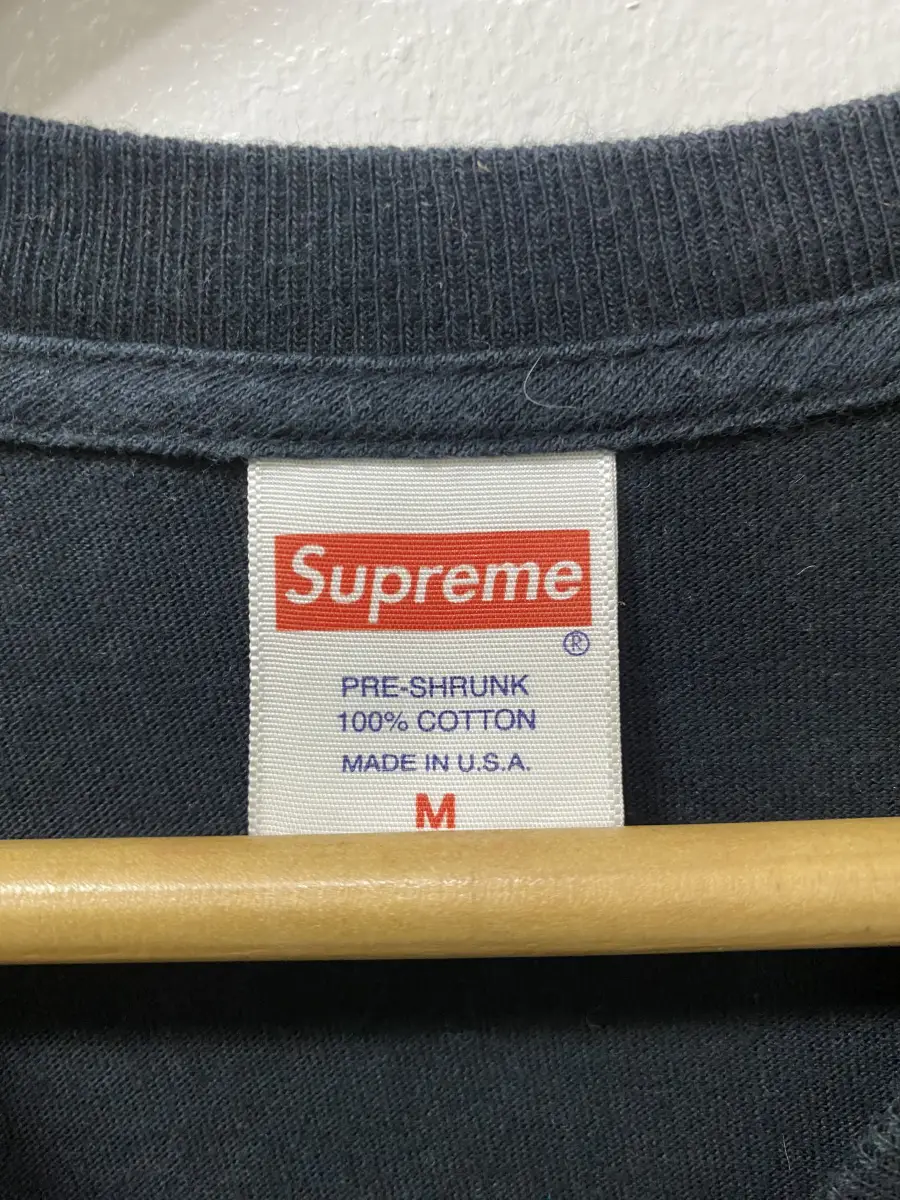 Supreme
®
PRE-SHRUNK
100% COTTON
MADE IN U.S.A.
M